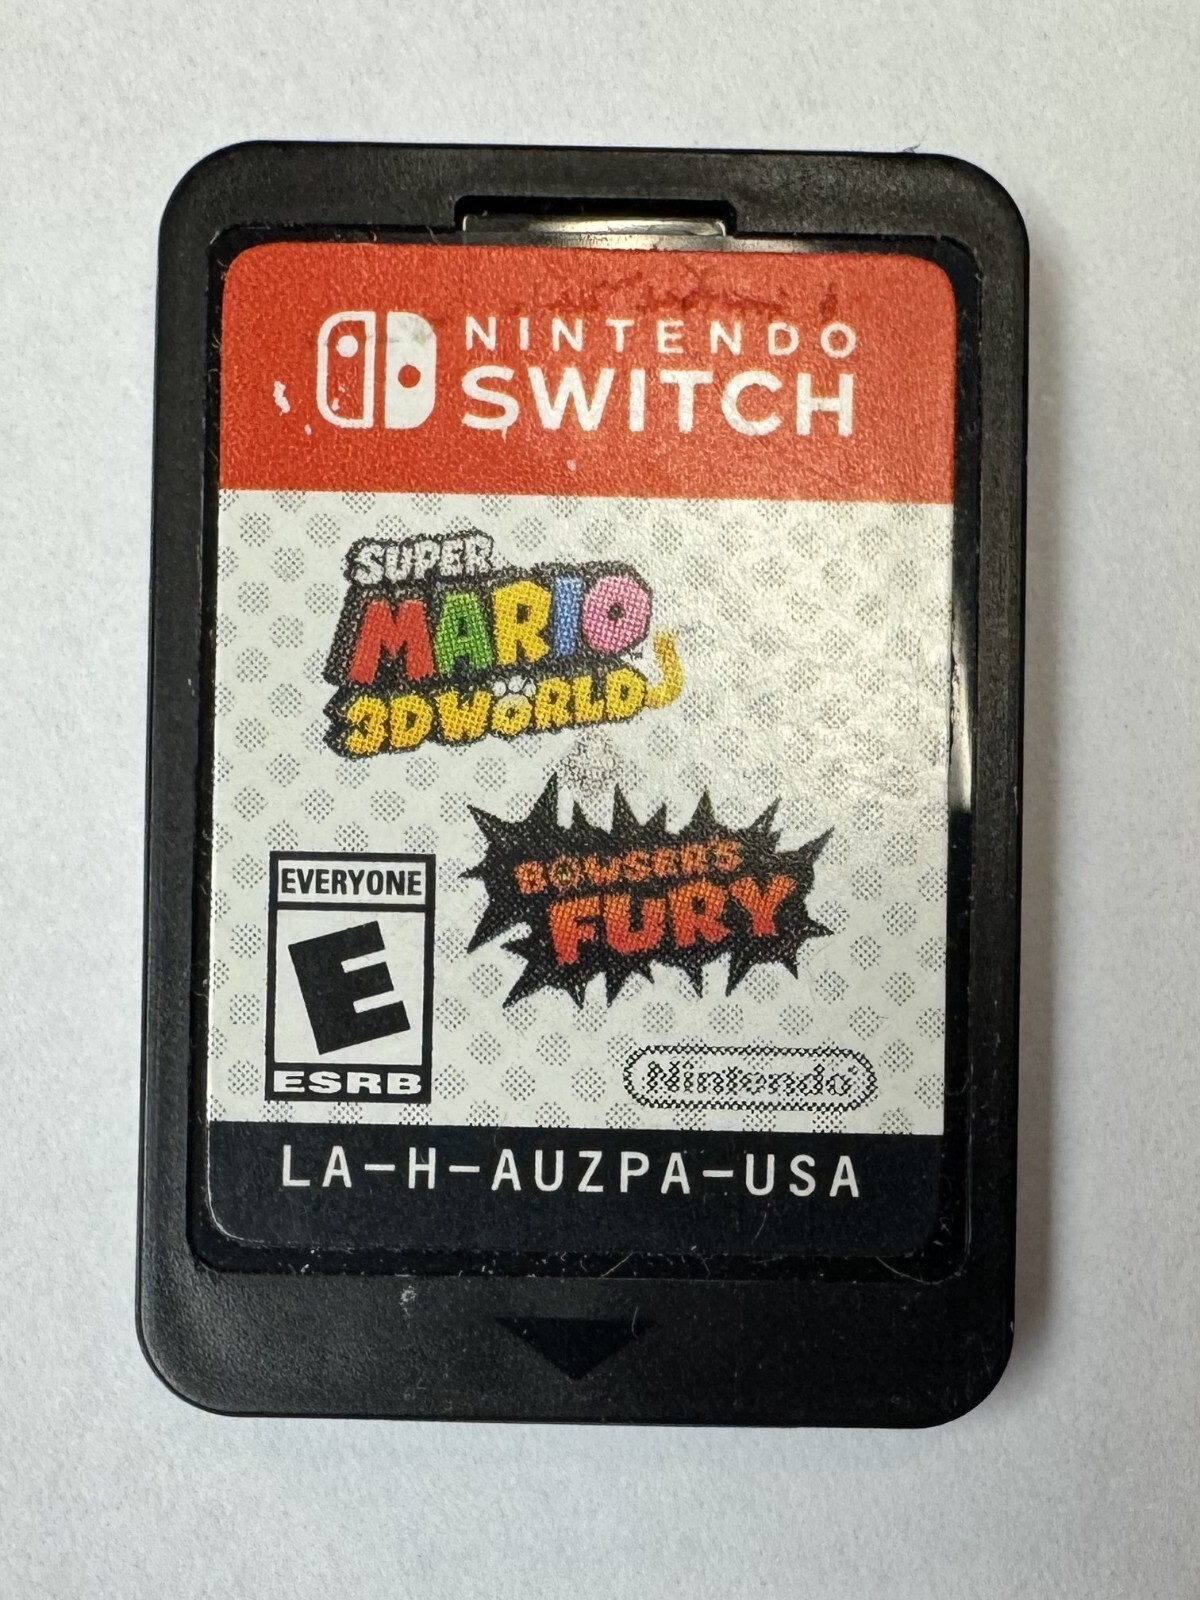 NINTENDO
SWITCH
SUPER
MARIO
3D WORLD
BOWSER'S
FURY
EVERYONE
E
ESRB
Nintendo
LA-H-AUZPA-USA